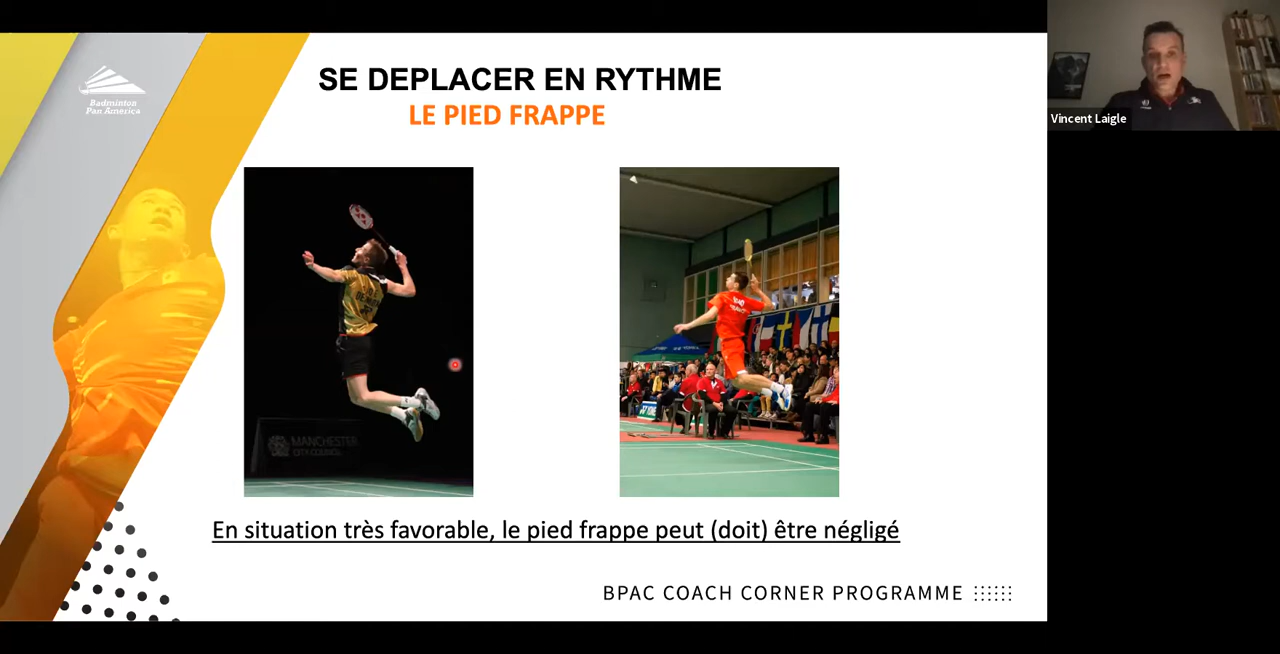 Badminton
Pan America
SE DEPLACER EN RYTHME
LE PIED FRAPPE
MANCHESTER
CITY COUNCIL
YONEX
En situation très favorable, le pied frappe peut (doit) être négligé
BPAC COACH CORNER PROGRAMME
Vincent Laigle